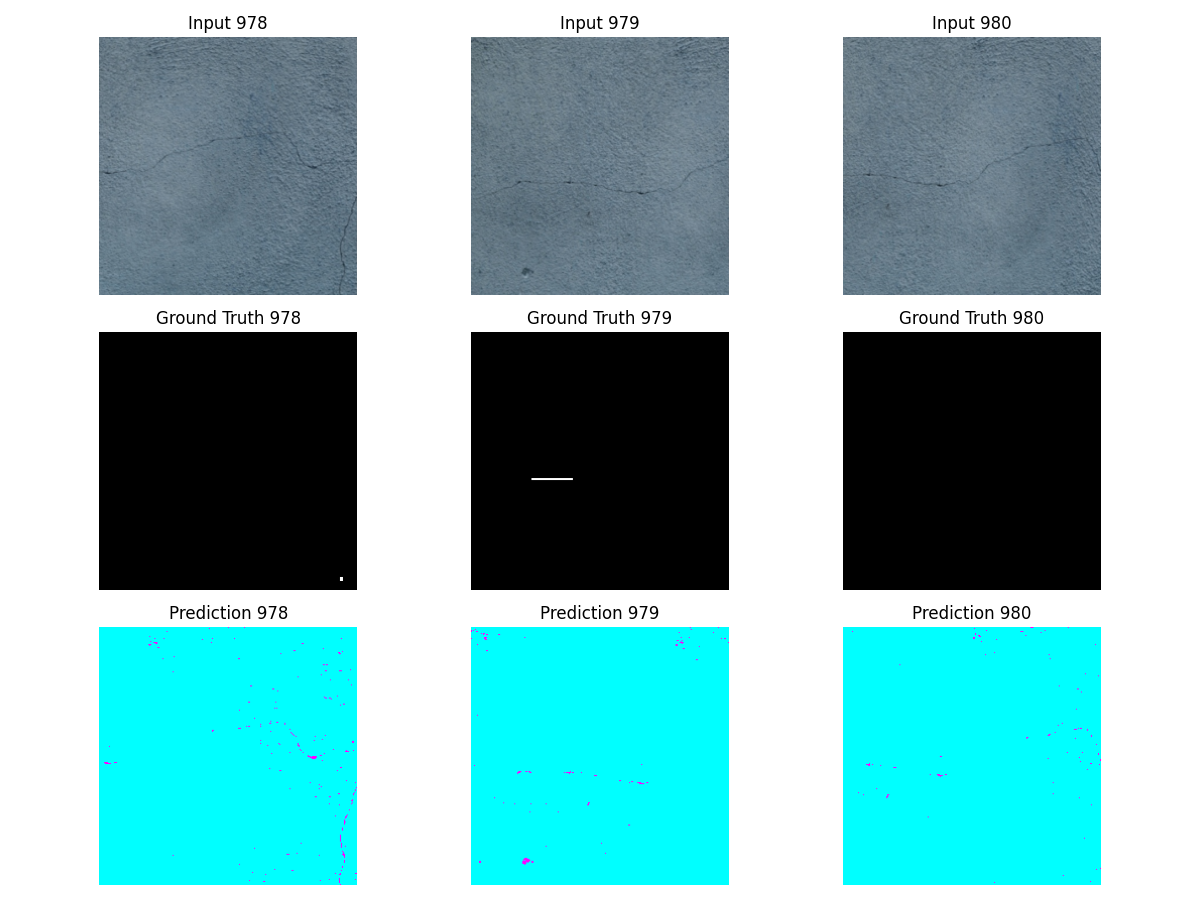 Input 978
Input 979
Input 980
Ground Truth 978
Ground Truth 979
Ground Truth 980
Prediction 978
Prediction 979
Prediction 980